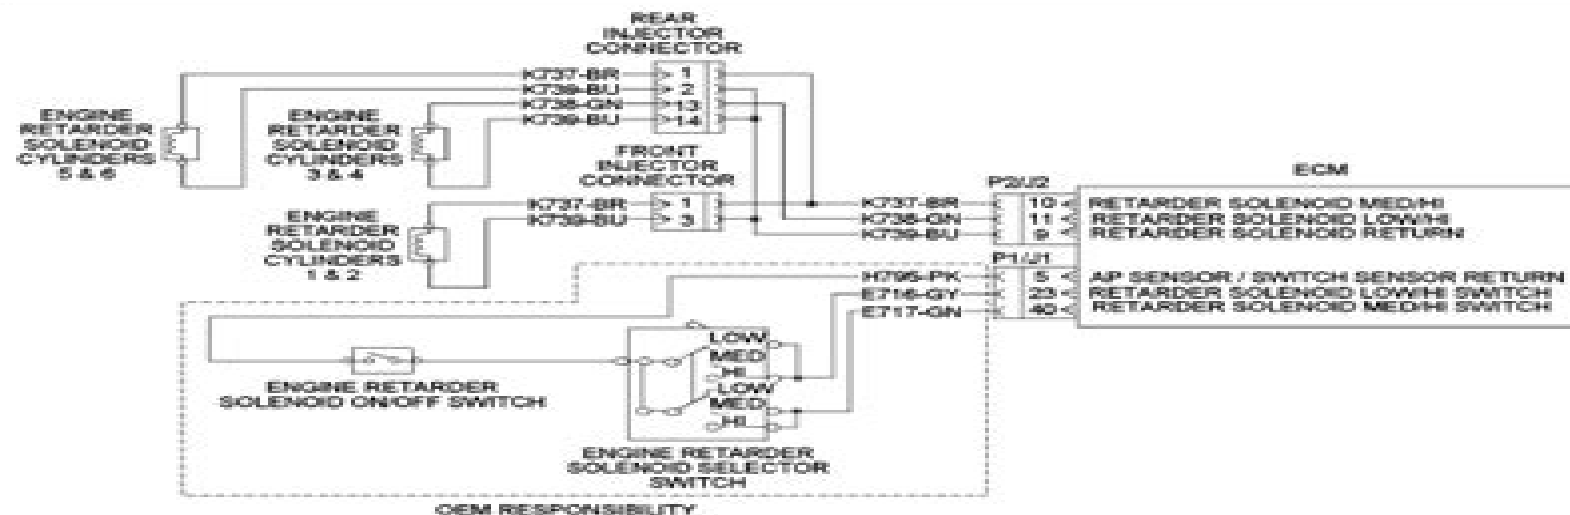 REAR
INJECTOR
CONNECTOR
K737-BR 1
K739-BU 2
K738-GN 13
K739-BU 14
ENGINE
RETARDER
SOLENOID
CYLINDERS
5 & 6
ENGINE
RETARDER
SOLENOID
CYLINDERS
3 & 4
FRONT
INJECTOR
CONNECTOR
K737-BR 1
K739-BU 3
ENGINE
RETARDER
SOLENOID
CYLINDERS
1 & 2
ECM
P2/J2
K737-BR 10 RETARDER SOLENOID MED/HI
K738-GN 11 RETARDER SOLENOID LOW/HI
K739-BU 9 RETARDER SOLENOID RETURN
P1/J1
H795-PK 5 AP SENSOR / SWITCH SENSOR RETURN
E716-GY 23 RETARDER SOLENOID LOW/HI SWITCH
E717-GN 40 RETARDER SOLENOID MED/HI SWITCH
LOW
MED
HI
LOW
MED
HI
ENGINE RETARDER
SOLENOID ON/OFF SWITCH
ENGINE RETARDER
SOLENOID SELECTOR
SWITCH
OEM RESPONSIBILITY